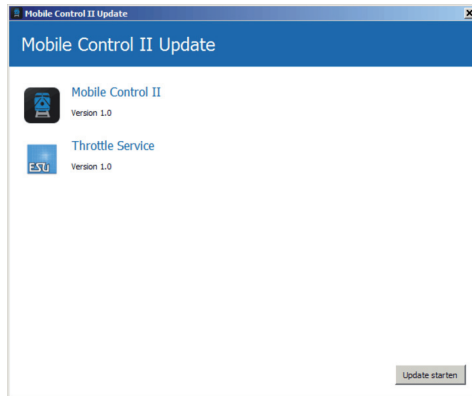 Mobile Control II Update
Mobile Control II Update
Mobile Control II
Version 1.0
Throttle Service
ESU
Version 1.0
Update starten